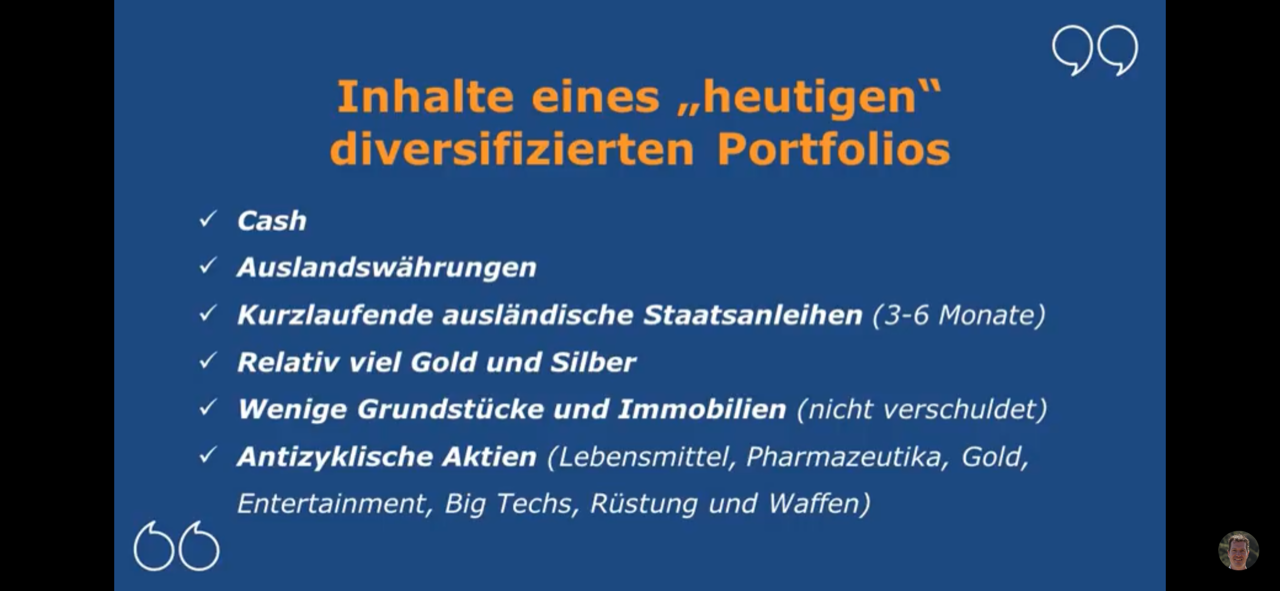 Inhalte eines „heutigen“
diversifizierten Portfolios
✓ Cash
✓ Auslandswährungen
✓ Kurzlaufende ausländische Staatsanleihen (3-6 Monate)
✓ Relativ viel Gold und Silber
✓ Wenige Grundstücke und Immobilien (nicht verschuldet)
✓ Antizyklische Aktien (Lebensmittel, Pharmazeutika, Gold,
Entertainment, Big Techs, Rüstung und Waffen)